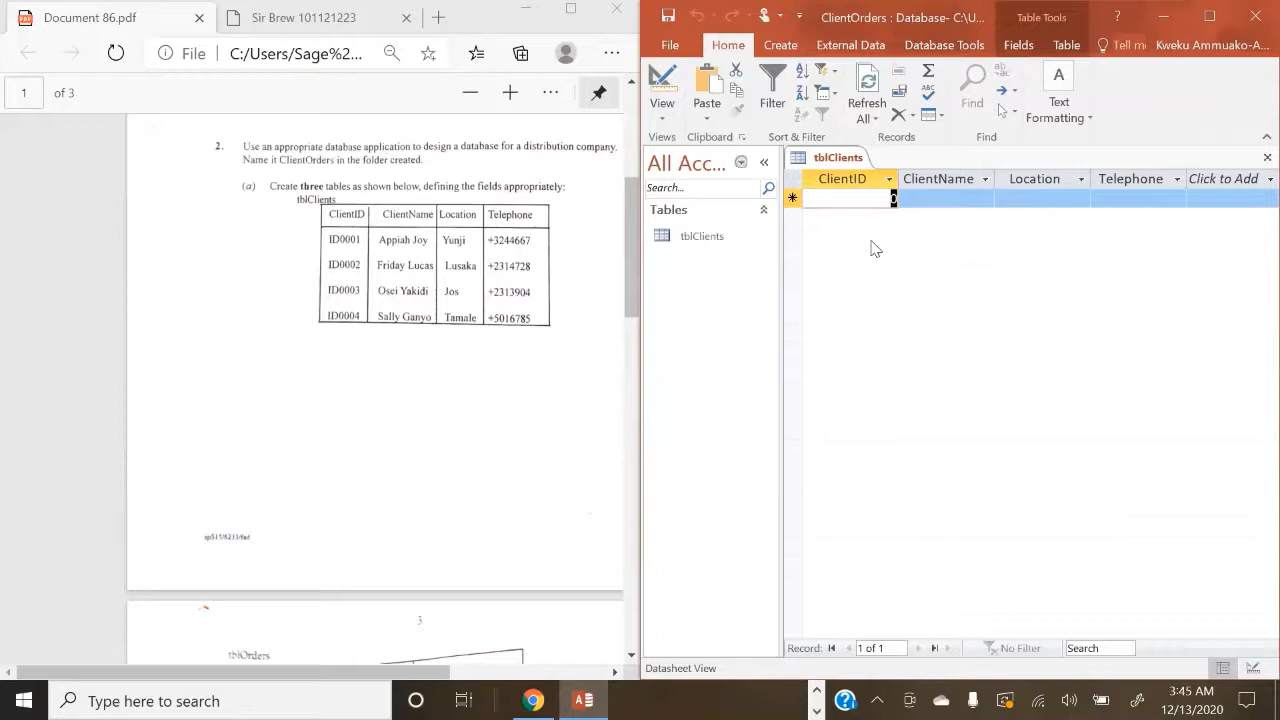 Document 86.pdf
Sir Brew 101121223
File
C:/Users/Sage%2...
1 of 3
2. Use an appropriate database application to design a database for a distribution company.
Name it ClientOrders in the folder created.
(a) Create three tables as shown below, defining the fields appropriately:
tblClients
ClientID ClientName Location Telephone
ID0001 Appiah Joy Yunji +3244667
ID0002 Friday Lucas Lusaka +2314728
ID0003 Osei Yakidi Jos +2313904
ID0004 Sally Ganyo Tamale +5016785
3
tblOrders
ClientOrders : Database- C:\U...
Table Tools
File Home Create External Data Database Tools Fields Table Tell m Kweku Ammuako-A...
View Paste Filter Refresh All Find Text Formatting
Views Clipboard Sort & Filter Records Find
All Acc...
Search...
Tables
tblClients
tblClients
ClientID ClientName Location Telephone Click to Add
0
Record: 1 of 1 No Filter Search
Datasheet View
Type here to search
3:45 AM
12/13/2020